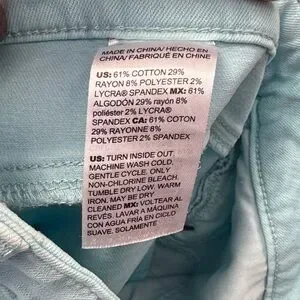 MADE IN CHINA/ HECHO EN
CHINA/ FABRIQUÉ EN CHINE
US: 61% COTTON 29%
RAYON 8% POLYESTER 2%
LYCRA® SPANDEX MX: 61%
ALGODÓN 29% rayón 8%
poliéster 2% LYCRA®
SPANDEX CA: 61% COTON
29% RAYONNE 8%
POLYESTER 2% SPANDEX
US: TURN INSIDE OUT
MACHINE WASH COLD,
GENTLE CYCLE. ONLY
NON-CHLORINE BLEACH.
TUMBLE DRY LOW. WARM
IRON. MAY BE DRY
CLEANED MX: VOLTEAR AL
REVÉS. LAVAR A MÁQUINA
CON AGUA FRÍA EN CICLO
SUAVE. SOLAMENTE